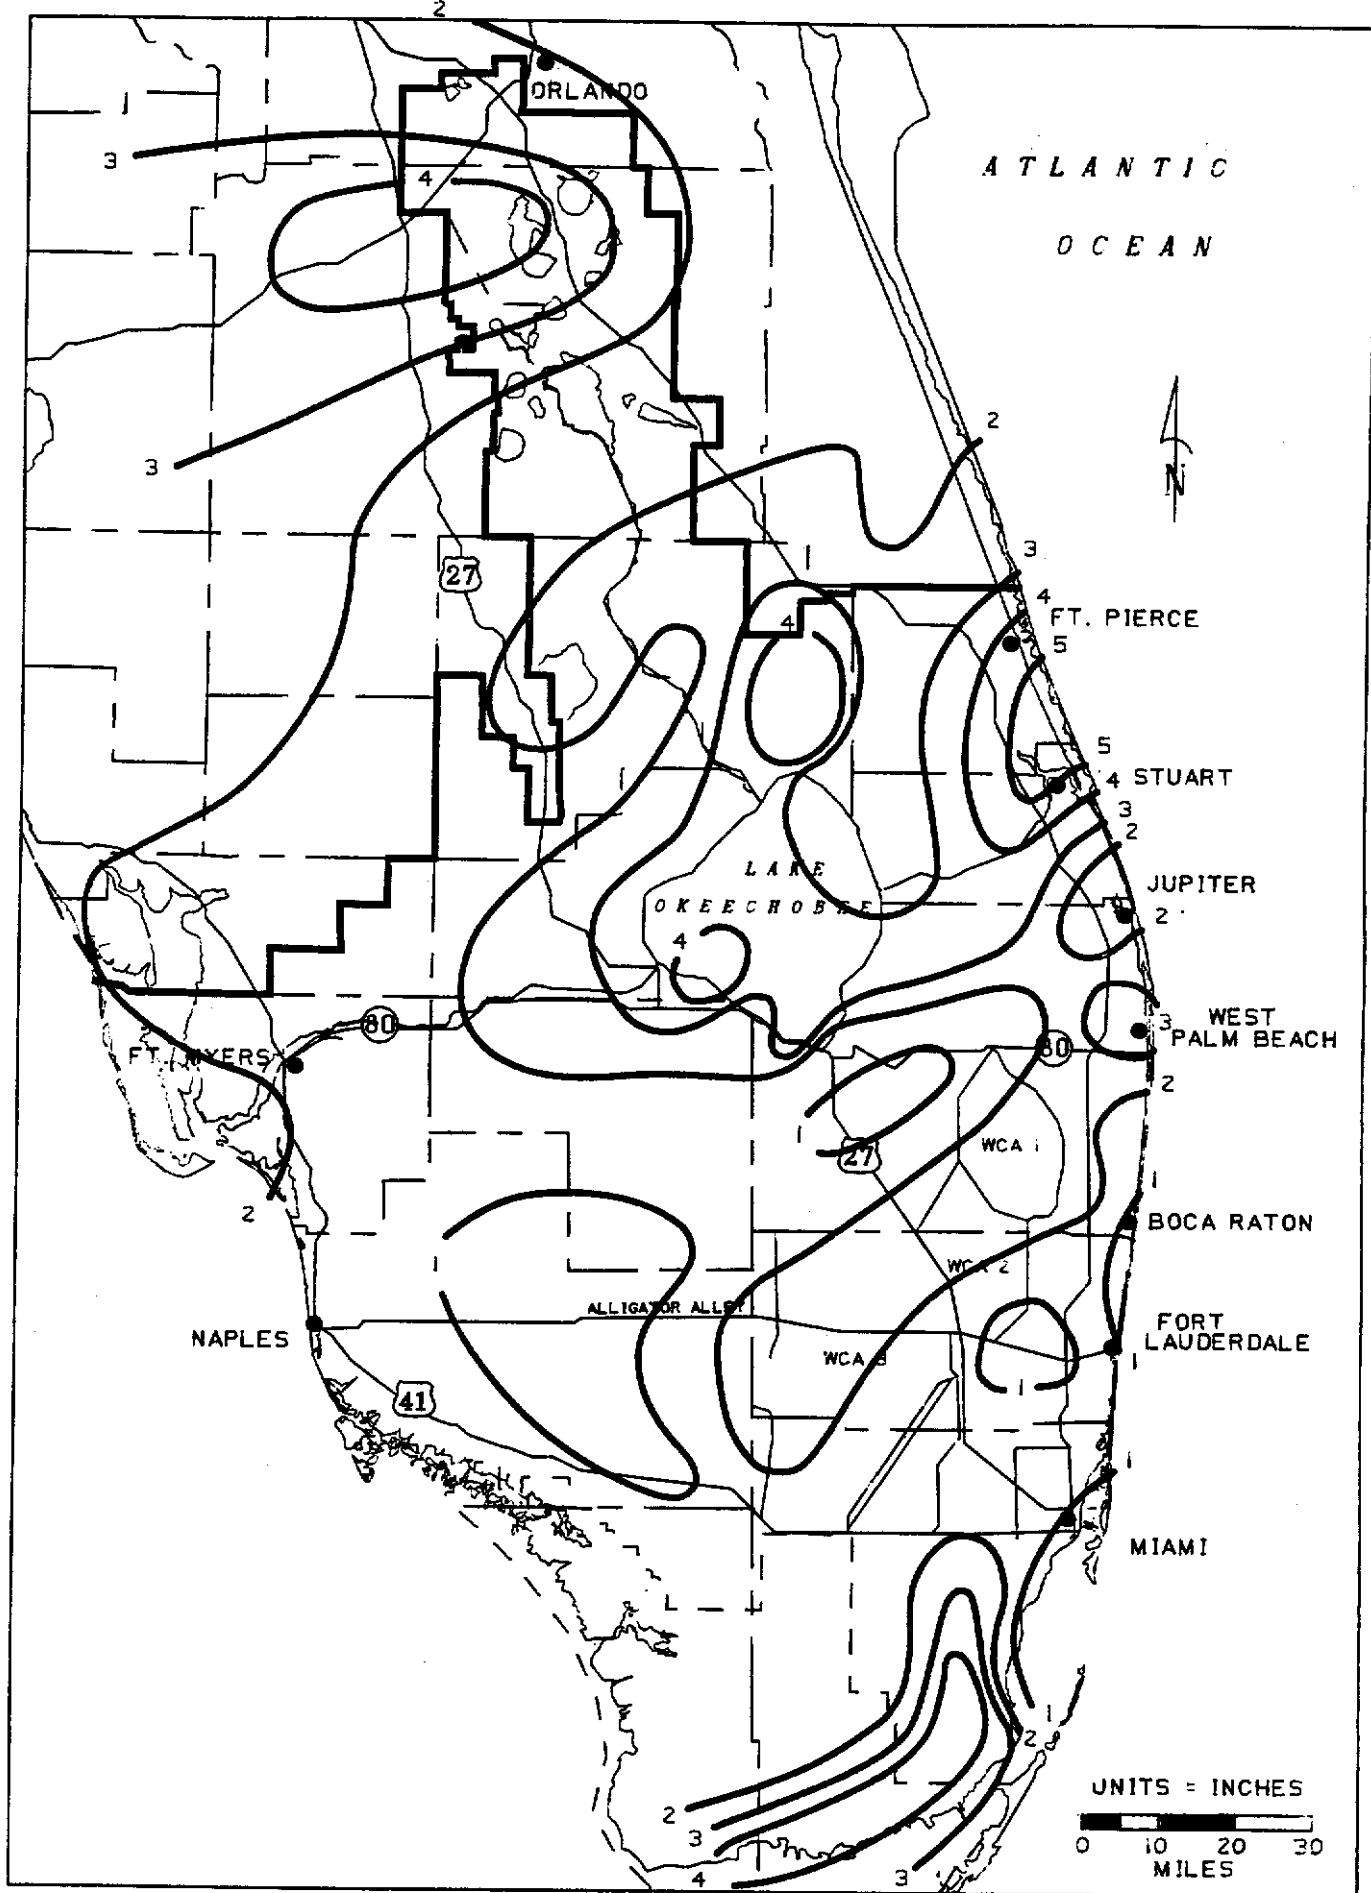 2
ORLANDO
3
4
ATLANTIC
OCEAN
3
2
N
27
3
4
4
FT. PIERCE
5
5
4
STUART
3
2
LAKE
JUPITER
OKEECHOBEE
2
4
80
3
WEST
PALM BEACH
FT. MYERS
80
2
1
27
WCA 1
1
2
BOCA RATON
WCA 2
ALLIGATOR ALLEY
NAPLES
FORT
LAUDERDALE
WCA 3
1
1
41
1
MIAMI
1
2
UNITS = INCHES
2
3
0 10 20 30
MILES
4
3